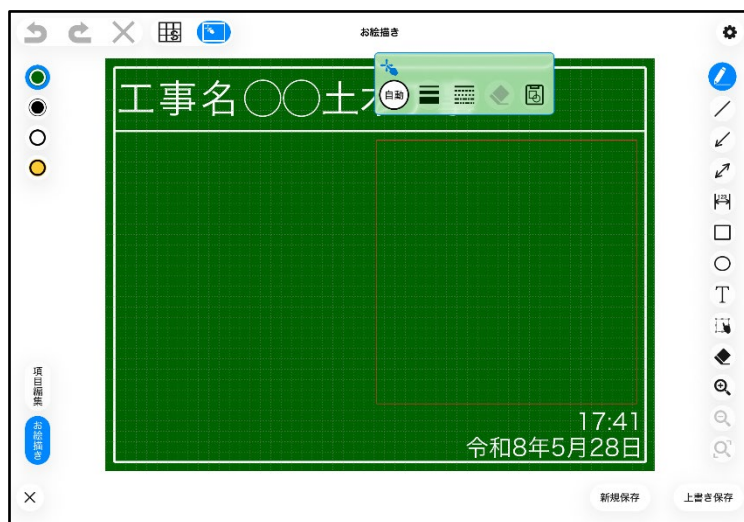 お絵描き
自動
工事名○○土木
17:41
令和8年5月28日
項目編集
お絵描き
新規保存
上書き保存